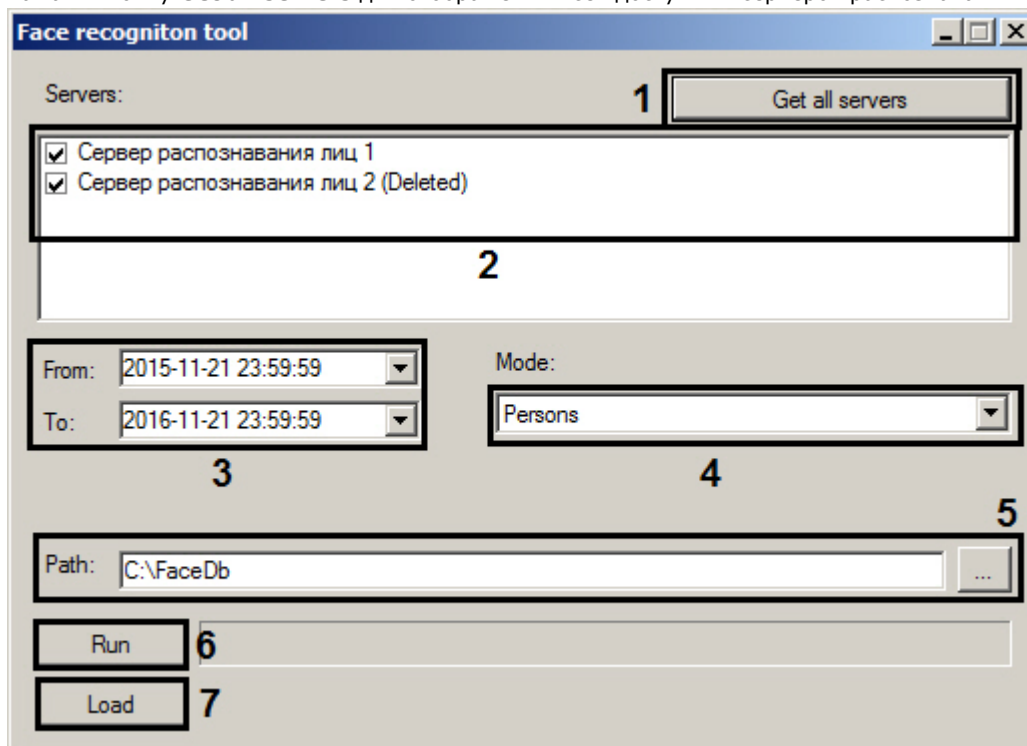 Face recogniton tool
Servers:
1
Get all servers
Сервер распознавания лиц 1
Сервер распознавания лиц 2 (Deleted)
2
From: 2015-11-21 23:59:59
To: 2016-11-21 23:59:59
3
Mode:
Persons
4
5
Path: C:\FaceDb ...
Run 6
Load 7